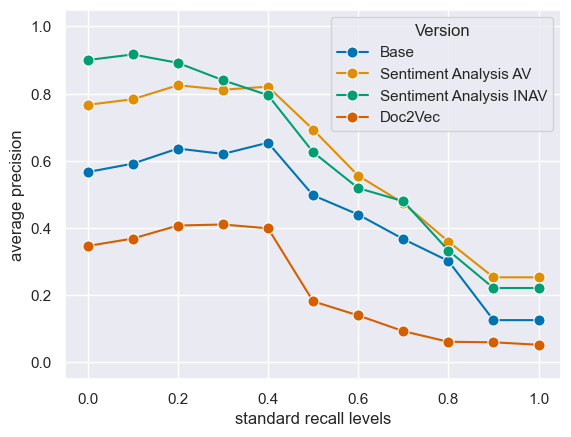 Version
Base
Sentiment Analysis AV
Sentiment Analysis INAV
Doc2Vec
average precision
1.0
0.8
0.6
0.4
0.2
0.0
0.0 0.2 0.4 0.6 0.8 1.0
standard recall levels